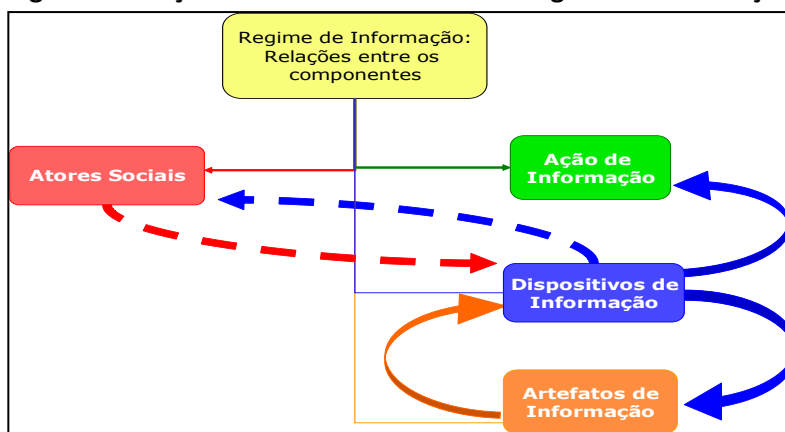 Regime de Informação:
Relações entre os
componentes
Atores Sociais
Ação de
Informação
Dispositivos de
Informação
Artefatos de
Informação